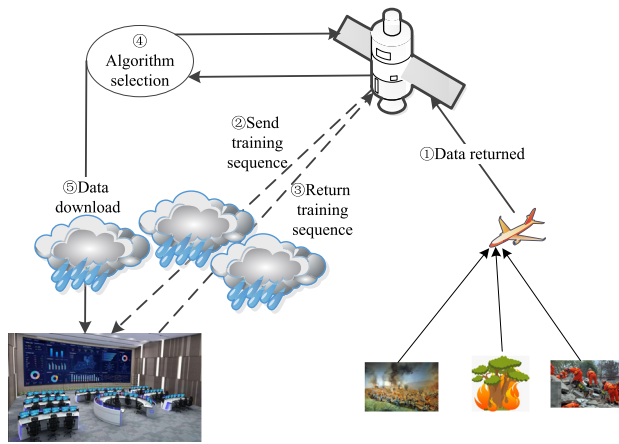 ④
Algorithm
selection
②Send
training
sequence
①Data returned
③Return
training
sequence
⑤Data
download